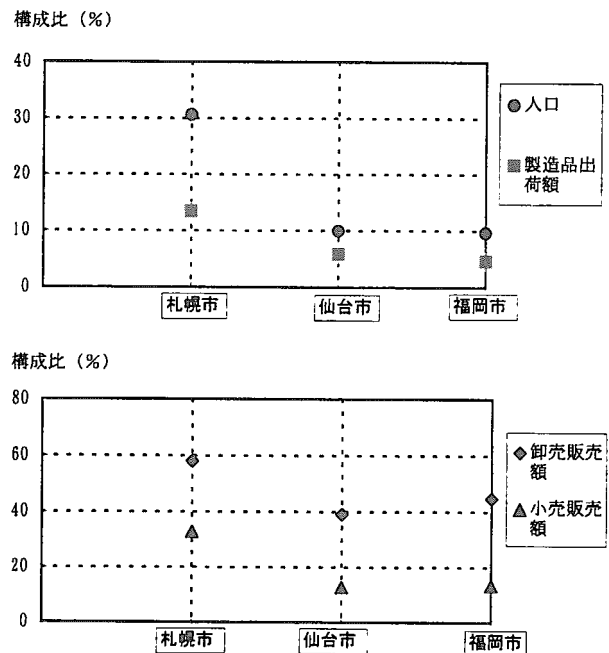 構成比 (%)
40
30
20
10
0
札幌市
仙台市
福岡市
人口
製造品出
荷額
構成比 (%)
80
60
40
20
0
札幌市
仙台市
福岡市
卸売販売
額
小売販売
額